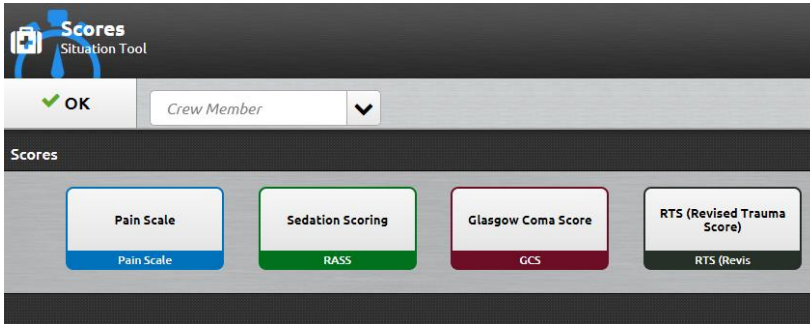 Scores
Situation Tool
OK
Crew Member
Scores
Pain Scale
Pain Scale
Sedation Scoring
RASS
Glasgow Coma Score
GCS
RTS (Revised Trauma
Score)
RTS (Revis